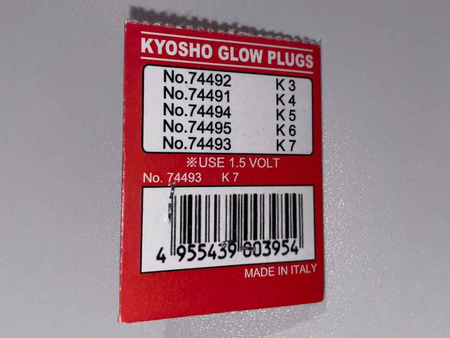 KYOSHO GLOW PLUGS
No.74492 K 3
No.74491 K 4
No.74494 K 5
No.74495 K 6
No.74493 K 7
※USE 1.5 VOLT
No. 74493 K 7
4 955439 803954
MADE IN ITALY